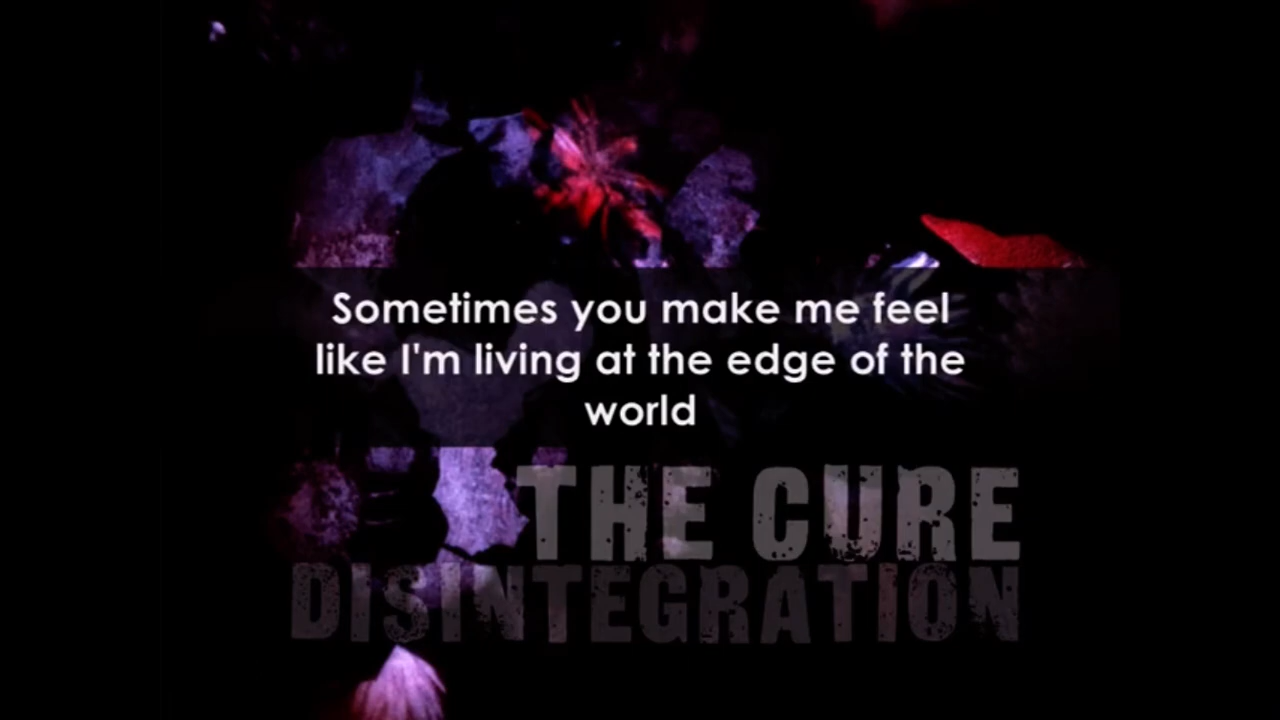 Sometimes you make me feel
like I'm living at the edge of the
world
THE CURE
DISINTEGRATION